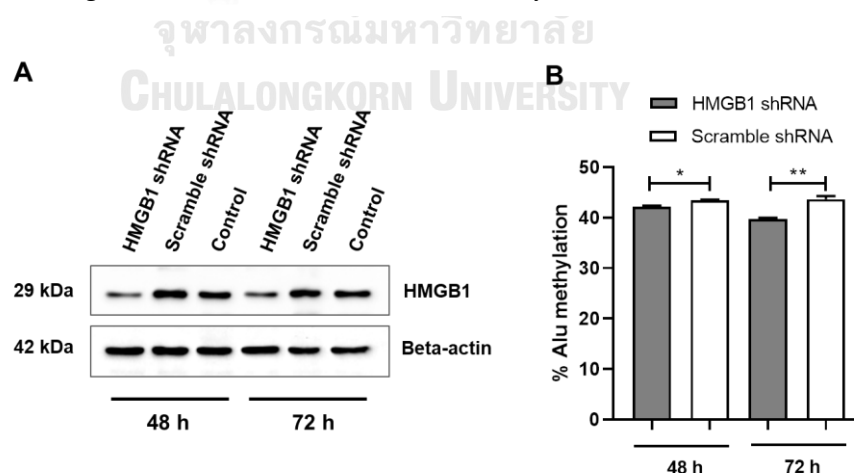 จุฬาลงกรณ์มหาวิทยาลัย
CHULALONGKORN UNIVERSITY
A
HMGB1 shRNA
Scramble shRNA
Control
HMGB1 shRNA
Scramble shRNA
Control
29 kDa
HMGB1
42 kDa
Beta-actin
48 h
72 h
B
HMGB1 shRNA
Scramble shRNA
% Alu methylation
50
40
30
20
10
0
*
**
48 h
72 h